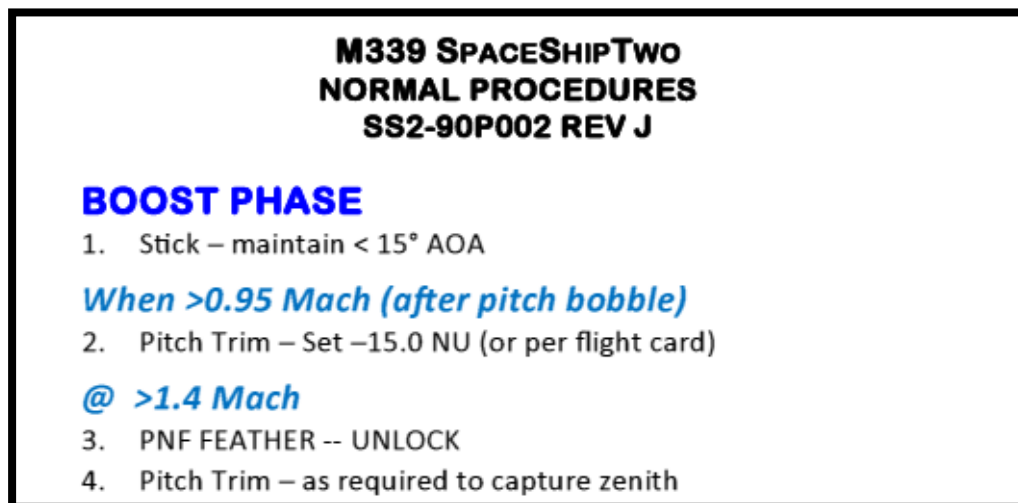 M339 SPACESHIPTWO
NORMAL PROCEDURES
SS2-90P002 REV J
BOOST PHASE
1. Stick – maintain < 15° AOA
When >0.95 Mach (after pitch bobble)
2. Pitch Trim – Set –15.0 NU (or per flight card)
@ >1.4 Mach
3. PNF FEATHER -- UNLOCK
4. Pitch Trim – as required to capture zenith